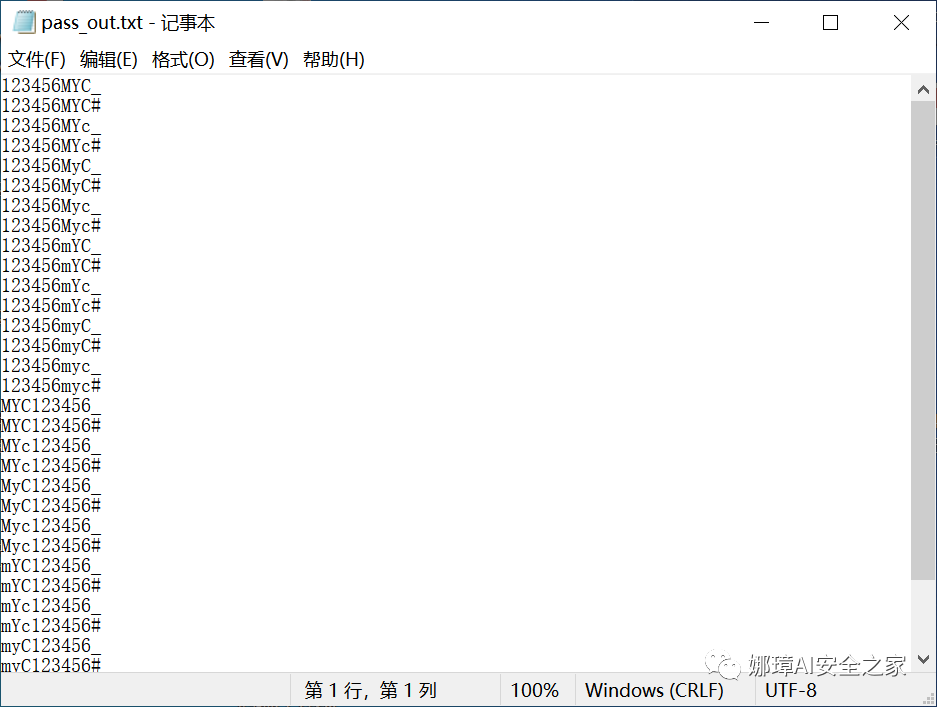 pass_out.txt - 记事本
文件(F) 编辑(E) 格式(O) 查看(V) 帮助(H)
123456MYC_
123456MYC#
123456MYc_
123456MYc#
123456MyC_
123456MyC#
123456Myc_
123456Myc#
123456mYC_
123456mYC#
123456mYc_
123456mYc#
123456myC_
123456myC#
123456myc_
123456myc#
MYC123456_
MYC123456#
MYc123456_
MYc123456#
MyC123456_
MyC123456#
Myc123456_
Myc123456#
mYC123456_
mYC123456#
mYc123456_
mYc123456#
myC123456_
myC123456#
娜璋AI安全之家
第 1 行，第 1 列 100% Windows (CRLF) UTF-8